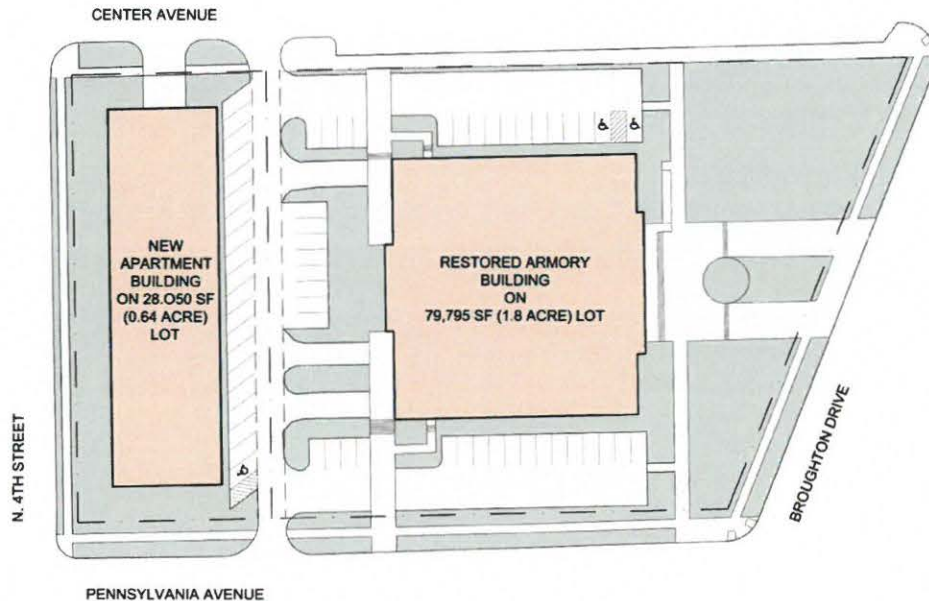 CENTER AVENUE
NEW
APARTMENT
BUILDING
ON 28.O50 SF
(0.64 ACRE)
LOT
RESTORED ARMORY
BUILDING
ON
79,795 SF (1.8 ACRE) LOT
N. 4TH STREET
BROUGHTON DRIVE
PENNSYLVANIA AVENUE